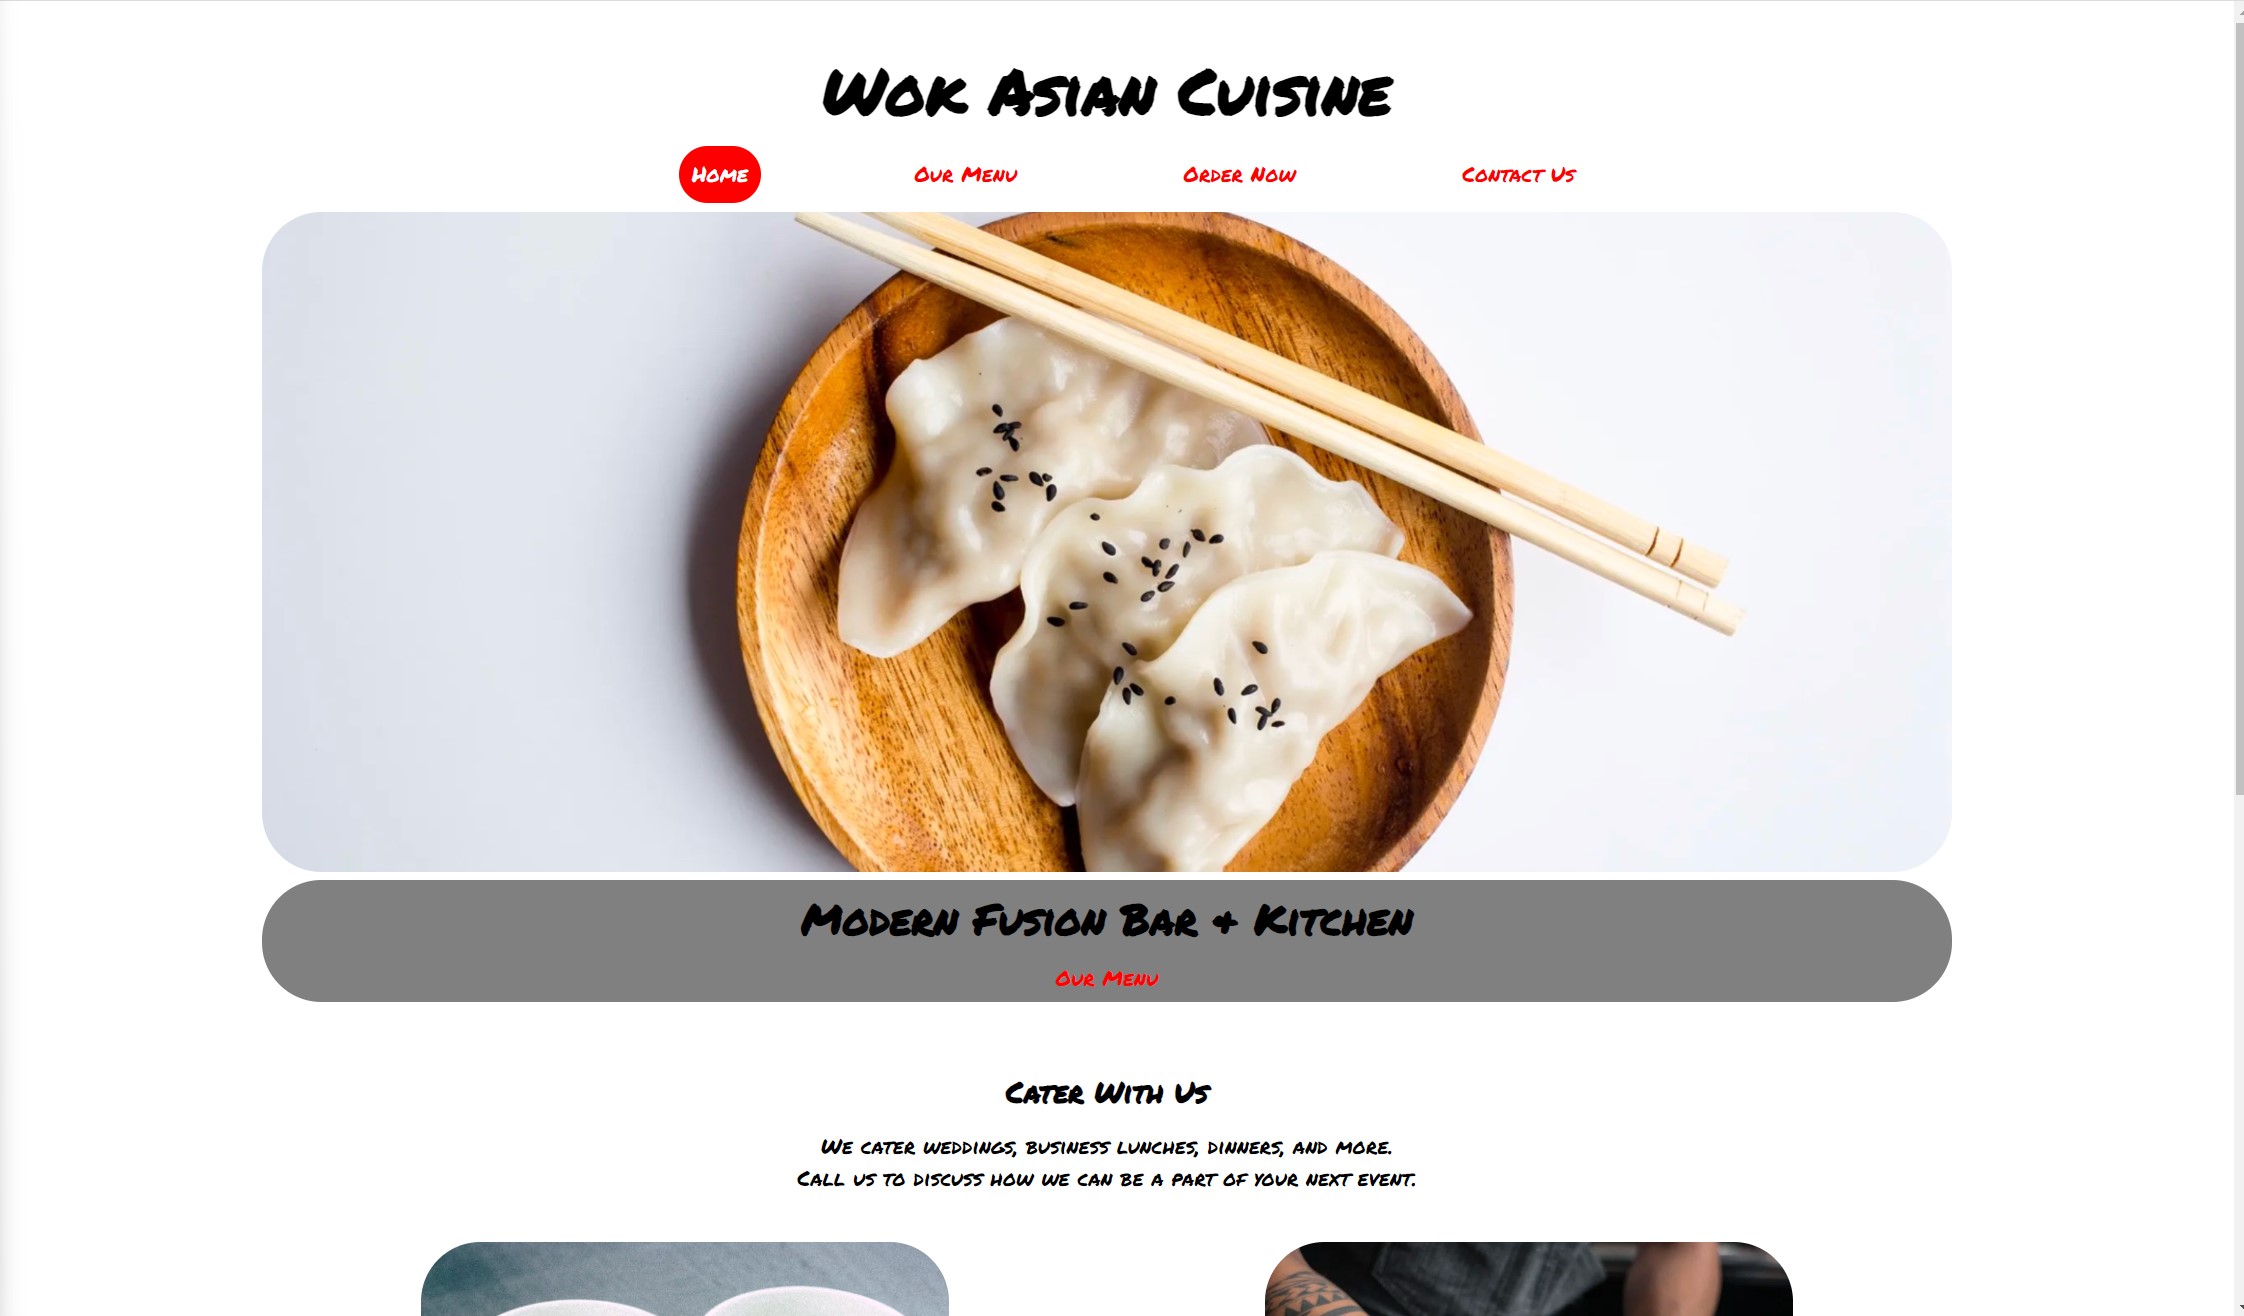 Wok Asian Cuisine
Home Our Menu Order Now Contact Us
Modern Fusion Bar & Kitchen
Our Menu
Cater With Us
We cater weddings, business lunches, dinners, and more.
Call us to discuss how we can be a part of your next event.